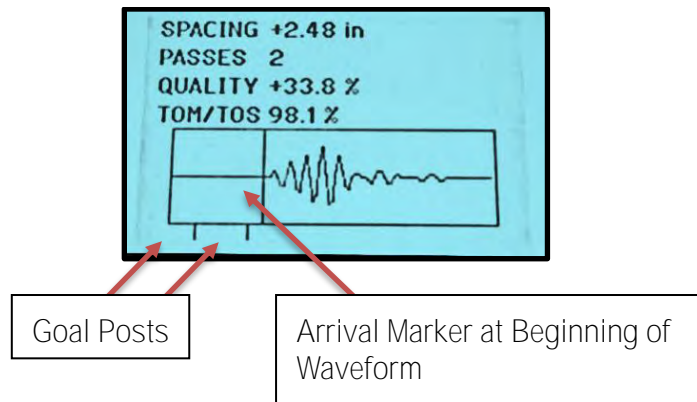 SPACING +2.48 in
PASSES 2
QUALITY +33.8 %
TOM/TOS 98.1 %
Goal Posts
Arrival Marker at Beginning of
Waveform